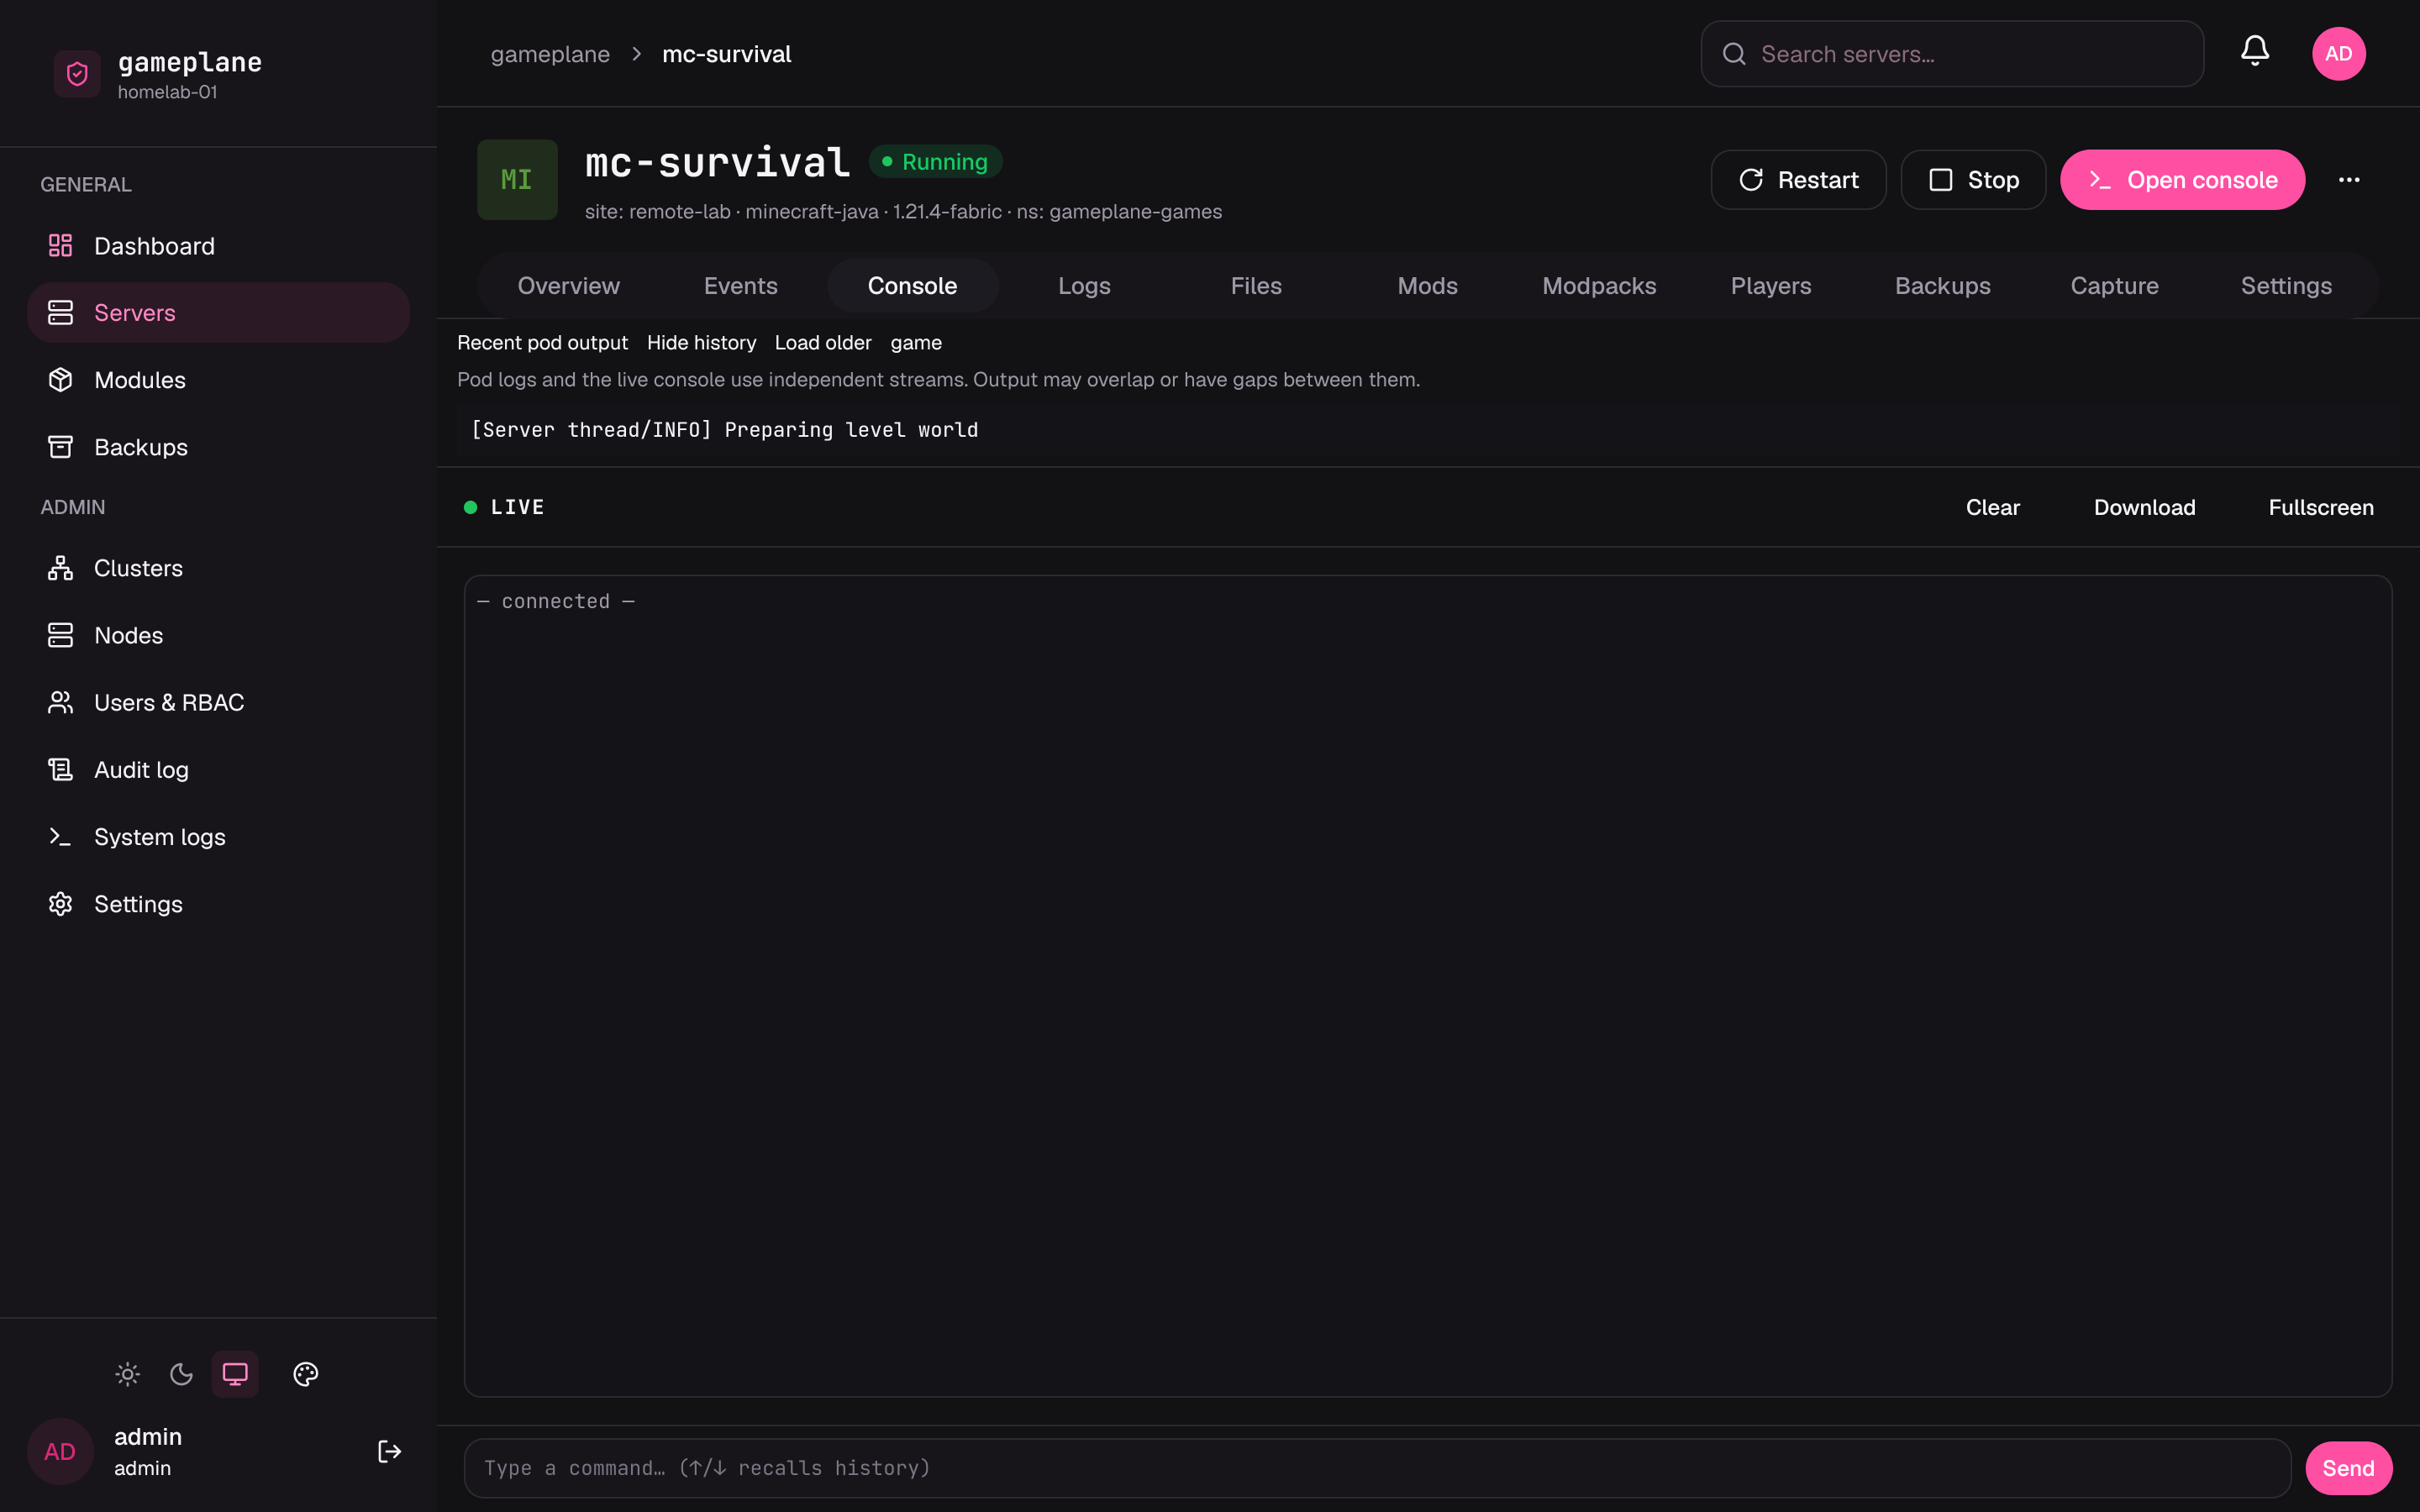 gameplane
homelab-01
GENERAL
Dashboard
Servers
Modules
Backups
ADMIN
Clusters
Nodes
Users & RBAC
Audit log
System logs
Settings
AD
admin
admin
gameplane > mc-survival
Search servers…
AD
MI
mc-survival
Running
site: remote-lab · minecraft-java · 1.21.4-fabric · ns: gameplane-games
Restart
Stop
Open console
Overview
Events
Console
Logs
Files
Mods
Modpacks
Players
Backups
Capture
Settings
Recent pod output Hide history Load older game
Pod logs and the live console use independent streams. Output may overlap or have gaps between them.
[Server thread/INFO] Preparing level world
LIVE
Clear
Download
Fullscreen
— connected —
Type a command… (↑/↓ recalls history)
Send